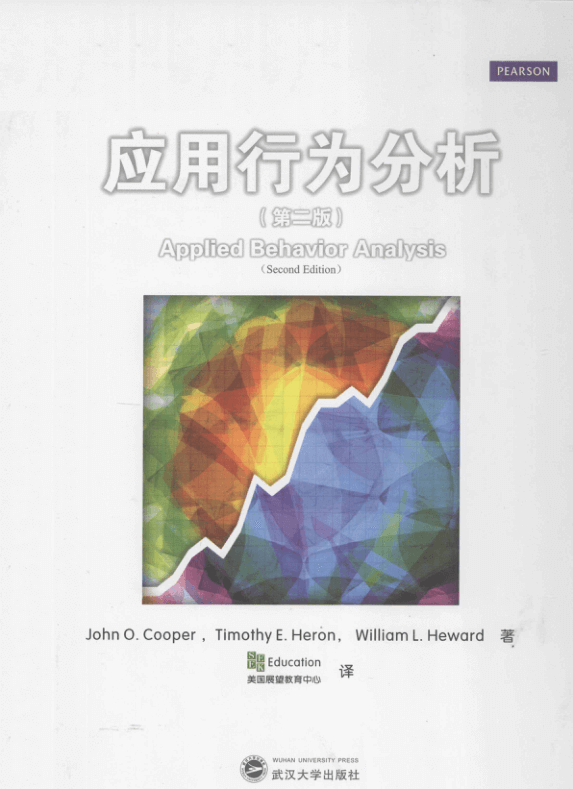 PEARSON
应用行为分析
（第二版）
Applied Behavior Analysis
(Second Edition)
John O. Cooper , Timothy E. Heron, William L. Heward 著
SEEK Education
美国展望教育中心 译
WUHAN UNIVERSITY PRESS
武汉大学出版社